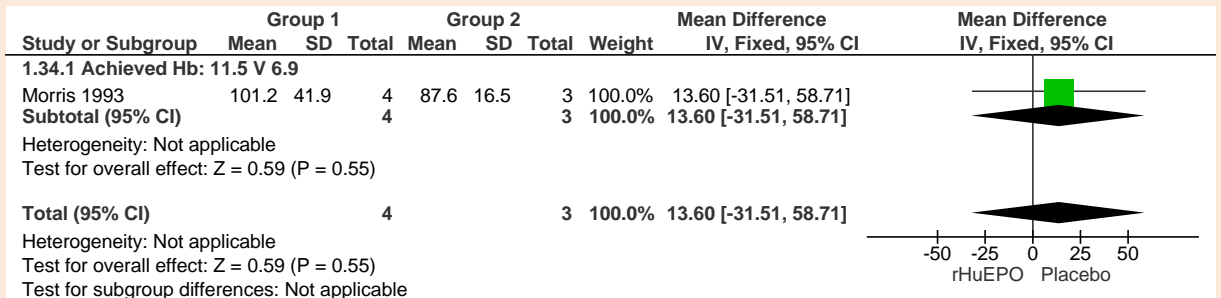 Group 1 Group 2 Mean Difference Mean Difference
Study or Subgroup Mean SD Total Mean SD Total Weight IV, Fixed, 95% CI IV, Fixed, 95% CI
1.34.1 Achieved Hb: 11.5 V 6.9
Morris 1993 101.2 41.9 4 87.6 16.5 3 100.0% 13.60 [-31.51, 58.71]
Subtotal (95% CI) 4 3 100.0% 13.60 [-31.51, 58.71]
Heterogeneity: Not applicable
Test for overall effect: Z = 0.59 (P = 0.55)
Total (95% CI) 4 3 100.0% 13.60 [-31.51, 58.71]
Heterogeneity: Not applicable
Test for overall effect: Z = 0.59 (P = 0.55)
Test for subgroup differences: Not applicable
-50 -25 0 25 50
rHuEPO Placebo